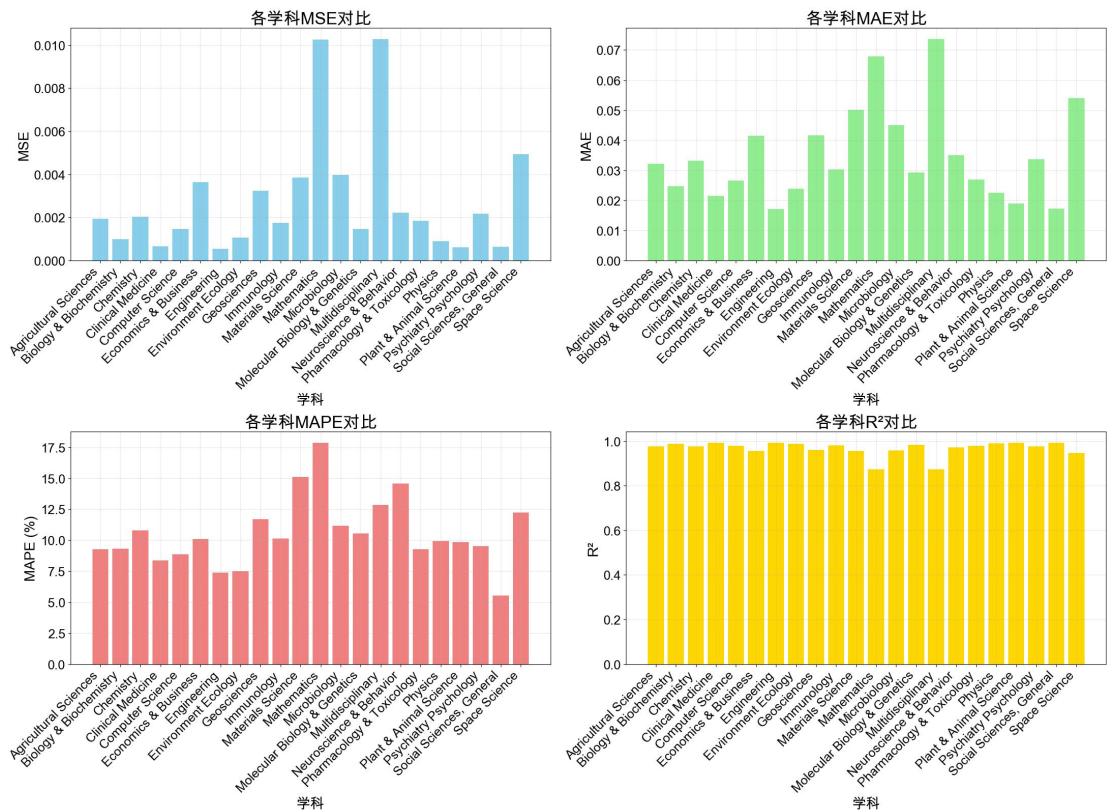 各学科MSE对比
MSE
0.010
0.008
0.006
0.004
0.002
0.000
Agricultural Sciences
Biology & Biochemistry
Chemistry
Clinical Medicine
Computer Science
Economics & Business
Engineering
Environment Ecology
Geosciences
Immunology
Materials Science
Mathematics
Microbiology
Molecular Biology & Genetics
Multidisciplinary
Neuroscience & Behavior
Pharmacology & Toxicology
Physics
Plant & Animal Science
Psychiatry Psychology
Social Sciences, General
Space Science
学科
各学科MAE对比
MAE
0.07
0.06
0.05
0.04
0.03
0.02
0.01
0.00
Agricultural Sciences
Biology & Biochemistry
Chemistry
Clinical Medicine
Computer Science
Economics & Business
Engineering
Environment Ecology
Geosciences
Immunology
Materials Science
Mathematics
Microbiology
Molecular Biology & Genetics
Multidisciplinary
Neuroscience & Behavior
Pharmacology & Toxicology
Physics
Plant & Animal Science
Psychiatry Psychology
Social Sciences, General
Space Science
学科
各学科MAPE对比
MAPE (%)
17.5
15.0
12.5
10.0
7.5
5.0
2.5
0.0
Agricultural Sciences
Biology & Biochemistry
Chemistry
Clinical Medicine
Computer Science
Economics & Business
Engineering
Environment Ecology
Geosciences
Immunology
Materials Science
Mathematics
Microbiology
Molecular Biology & Genetics
Multidisciplinary
Neuroscience & Behavior
Pharmacology & Toxicology
Physics
Plant & Animal Science
Psychiatry Psychology
Social Sciences, General
Space Science
学科
各学科R²对比
R²
1.0
0.8
0.6
0.4
0.2
0.0
Agricultural Sciences
Biology & Biochemistry
Chemistry
Clinical Medicine
Computer Science
Economics & Business
Engineering
Environment Ecology
Geosciences
Immunology
Materials Science
Mathematics
Microbiology
Molecular Biology & Genetics
Multidisciplinary
Neuroscience & Behavior
Pharmacology & Toxicology
Physics
Plant & Animal Science
Psychiatry Psychology
Social Sciences, General
Space Science
学科